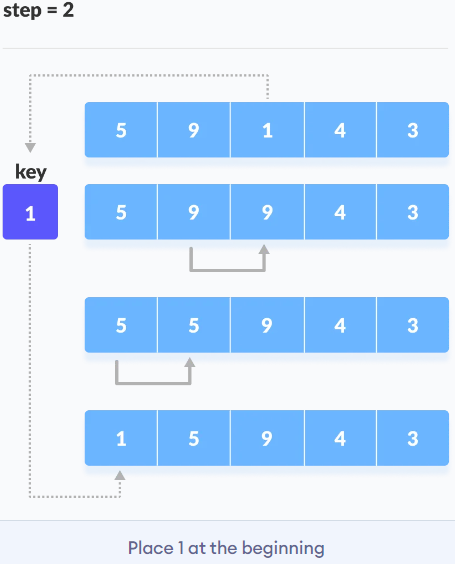 step = 2
5 9 1 4 3
key
1 5 9 9 4 3
5 5 9 4 3
1 5 9 4 3
Place 1 at the beginning